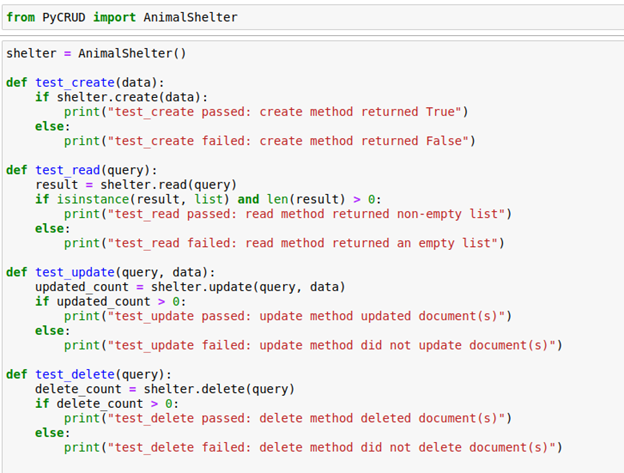 from PyCRUD import AnimalShelter
shelter = AnimalShelter()
def test_create(data):
    if shelter.create(data):
        print("test_create passed: create method returned True")
    else:
        print("test_create failed: create method returned False")
def test_read(query):
    result = shelter.read(query)
    if isinstance(result, list) and len(result) > 0:
        print("test_read passed: read method returned non-empty list")
    else:
        print("test_read failed: read method returned an empty list")
def test_update(query, data):
    updated_count = shelter.update(query, data)
    if updated_count > 0:
        print("test_update passed: update method updated document(s)")
    else:
        print("test_update failed: update method did not update document(s)")
def test_delete(query):
    delete_count = shelter.delete(query)
    if delete_count > 0:
        print("test_delete passed: delete method deleted document(s)")
    else:
        print("test_delete failed: delete method did not delete document(s)")